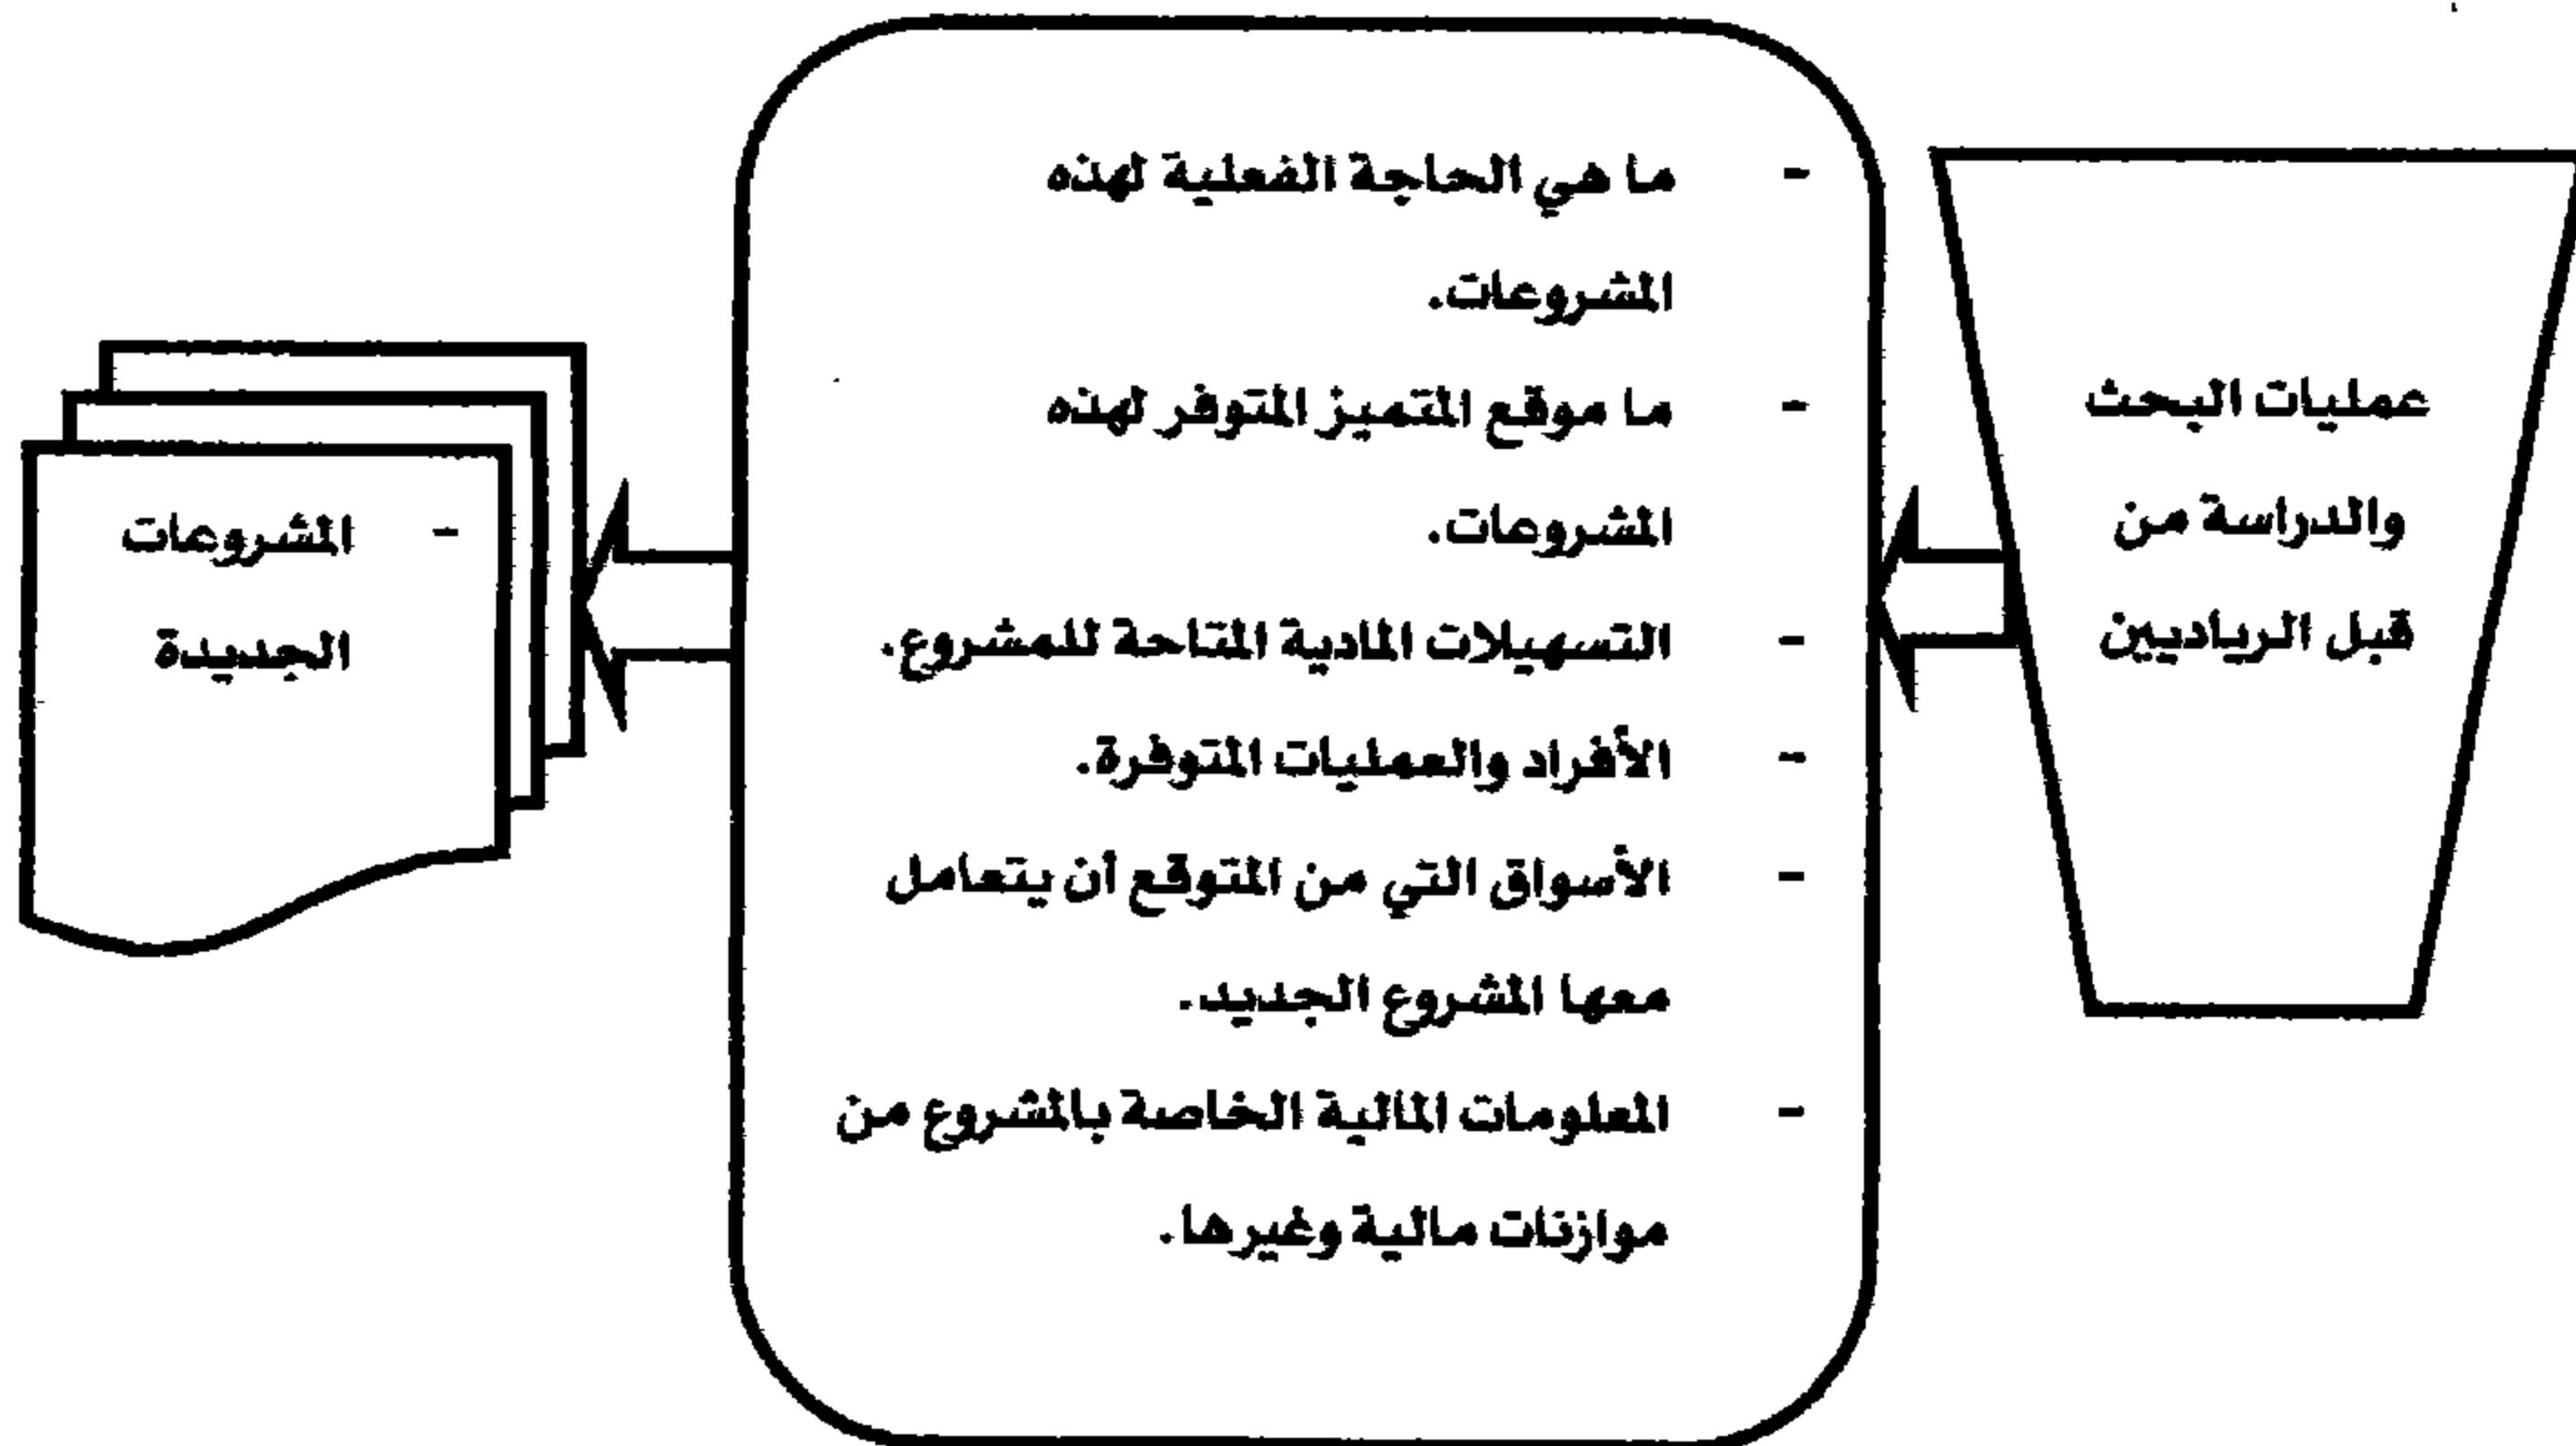 عمليات البحث
والدراسة من
قبل الرياديين
- ما هي الحاجة الفعلية لهذه
المشروعات.
- ما موقع المتميز المتوفر لهذه
المشروعات.
- التسهيلات المادية المتاحة للمشروع.
- الأفراد والعمليات المتوفرة.
- الأسواق التي من المتوقع أن يتعامل
معها المشروع الجديد.
- المعلومات المالية الخاصة بالمشروع من
موازنات مالية وغيرها.
- المشروعات
الجديدة